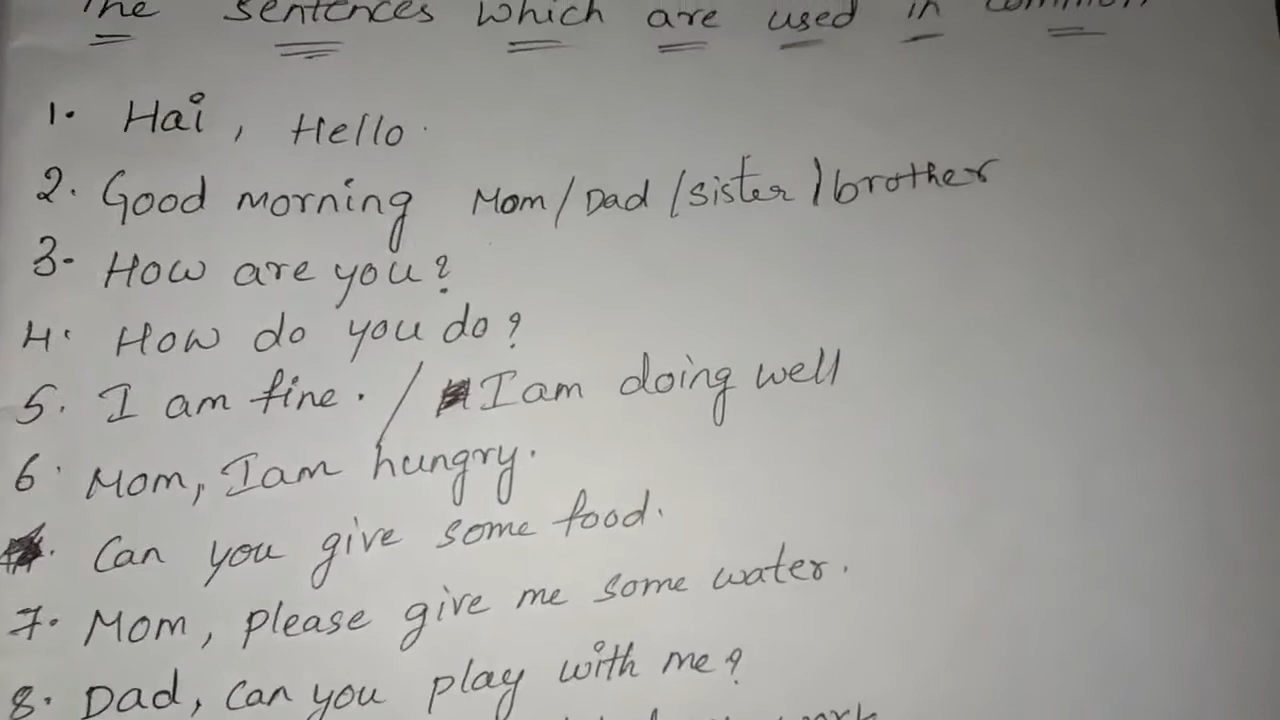 The sentences which are used in common
1. Hai, Hello.
2. Good morning Mom/Dad/sister/brother
3. How are you?
4. How do you do?
5. I am fine. / I am doing well
6. Mom, I am hungry.
Can you give some food.
7. Mom, please give me some water.
8. Dad, can you play with me?